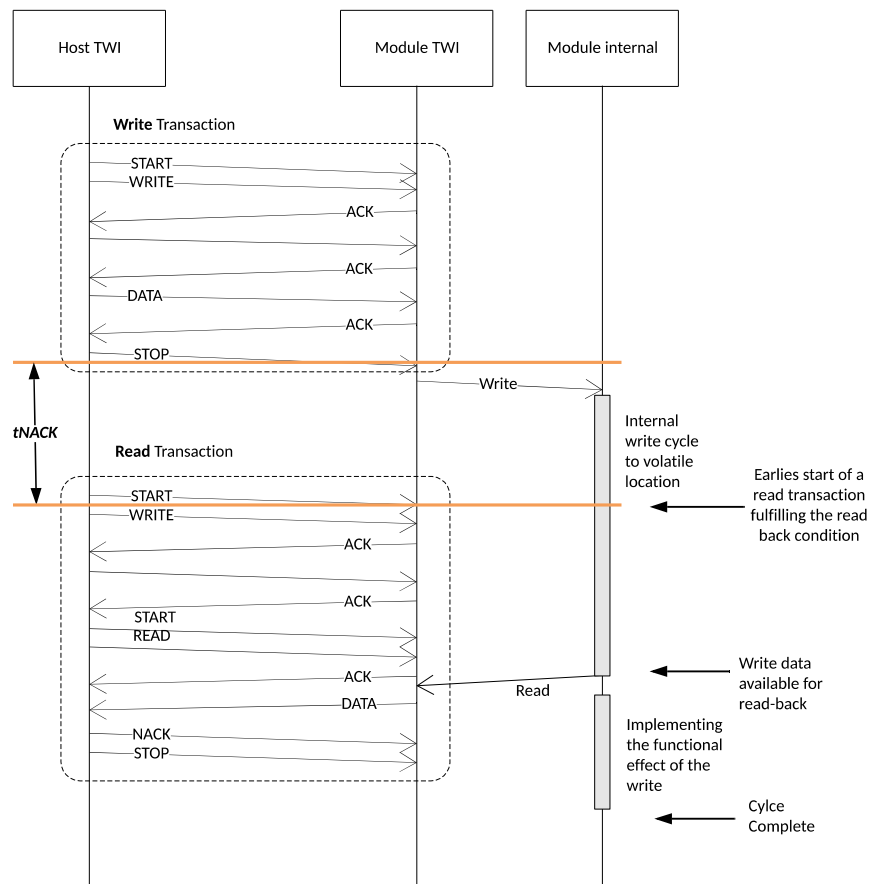 Host TWI
Module TWI
Module internal
Write Transaction
START
WRITE
ACK
ACK
DATA
ACK
STOP
Write
tNACK
Internal
write cycle
to volatile
location
Read Transaction
Earlies start of a
read transaction
fulfilling the read
back condition
START
WRITE
ACK
ACK
START
READ
ACK
Read
Write data
available for
read-back
DATA
NACK
STOP
Implementing
the functional
effect of the
write
Cylce
Complete